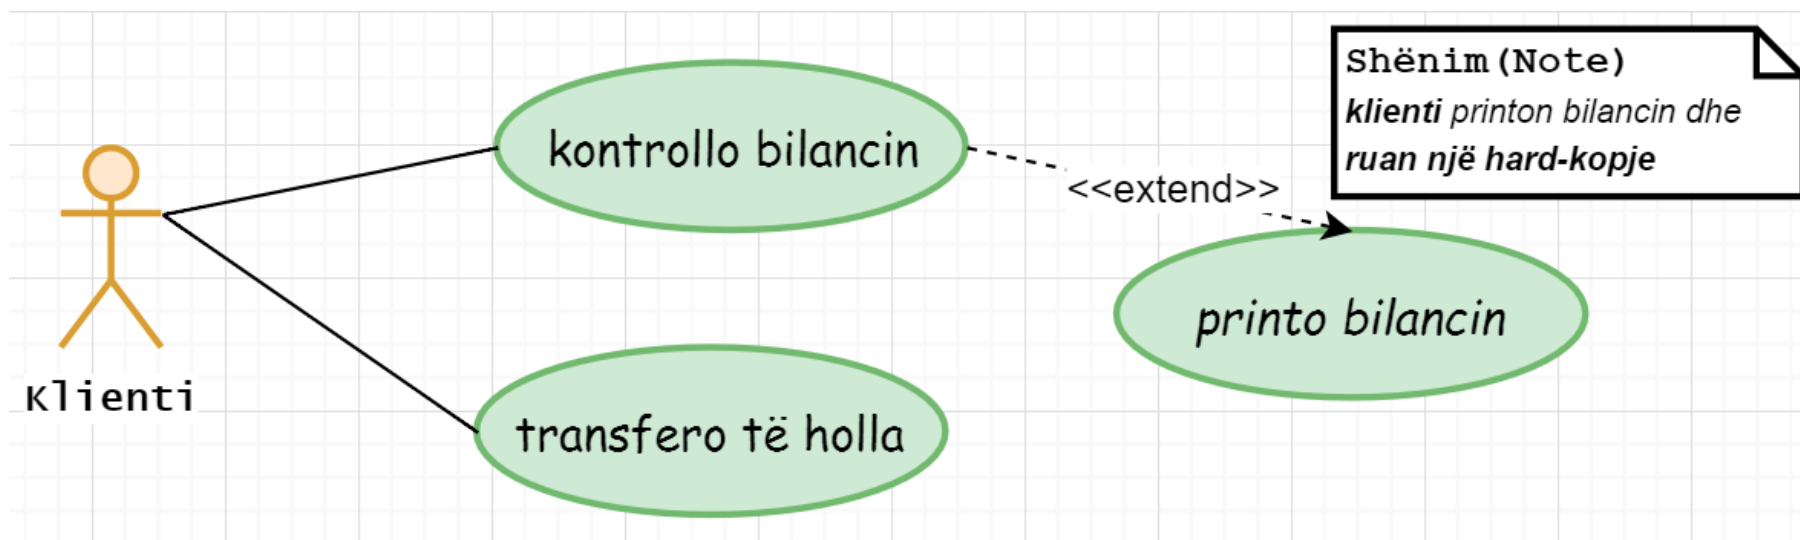 Shënim(Note)
klienti printon bilancin dhe
ruan një hard-kopje
kontrollo bilancin
<<extend>>
printo bilancin
Klienti
transfero të holla